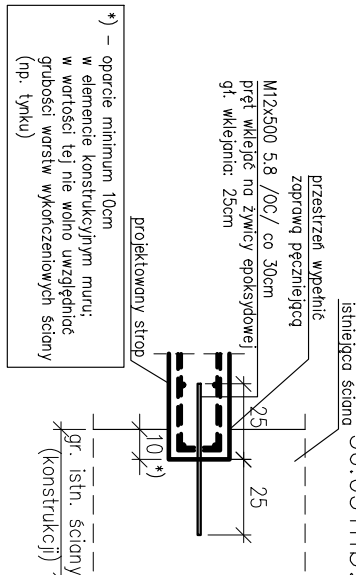 istniejąca ściana
przestrzeń wypełnić
zaprawą pęczniejącą
M12x500 5.8 /OC/ co 30cm
pręt wklejać na żywicy epoksydowej
gł. wklejania: 25cm
25
25
10 *)
projektowany strop
gr. istn. ściany
(konstrukcji)
*) – oparcie minimum 10cm
w elemencie konstrukcyjnym muru;
w wartości tej nie wolno uwzględniać
grubości warstw wykończeniowych ściany
(np. tynku)